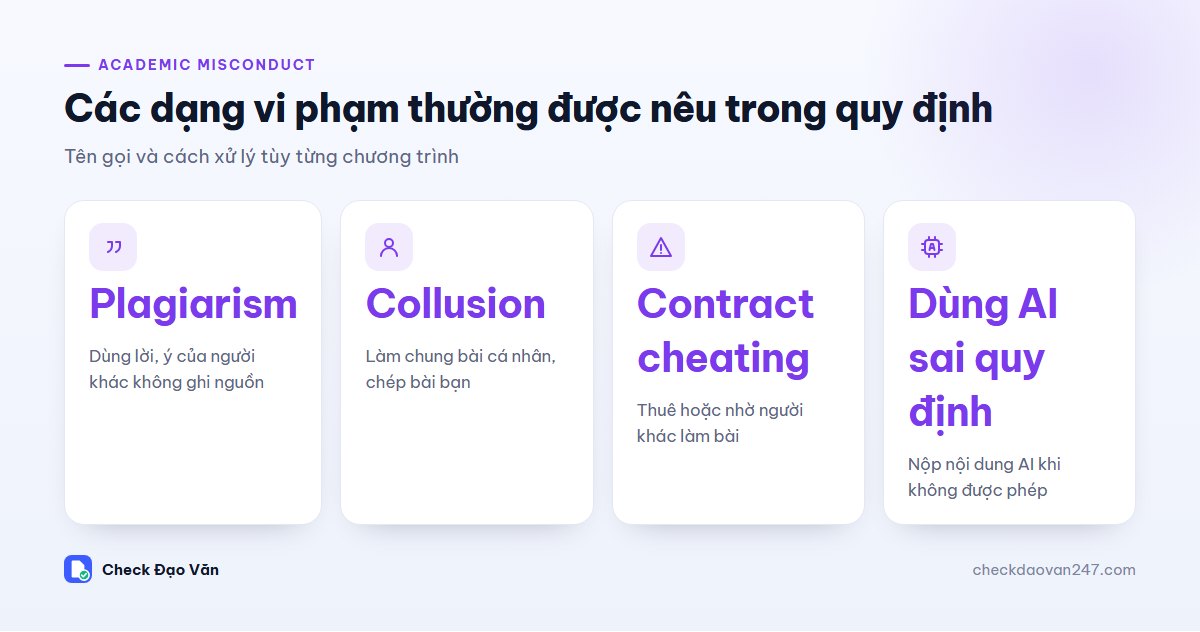 ACADEMIC MISCONDUCT
Các dạng vi phạm thường được nêu trong quy định
Tên gọi và cách xử lý tùy từng chương trình
Plagiarism
Dùng lời, ý của người
khác không ghi nguồn
Collusion
Làm chung bài cá nhân,
chép bài bạn
Contract
cheating
Thuê hoặc nhờ người
khác làm bài
Dùng AI
sai quy
định
Nộp nội dung AI khi
không được phép
Check Đạo Văn
checkdaovan247.com